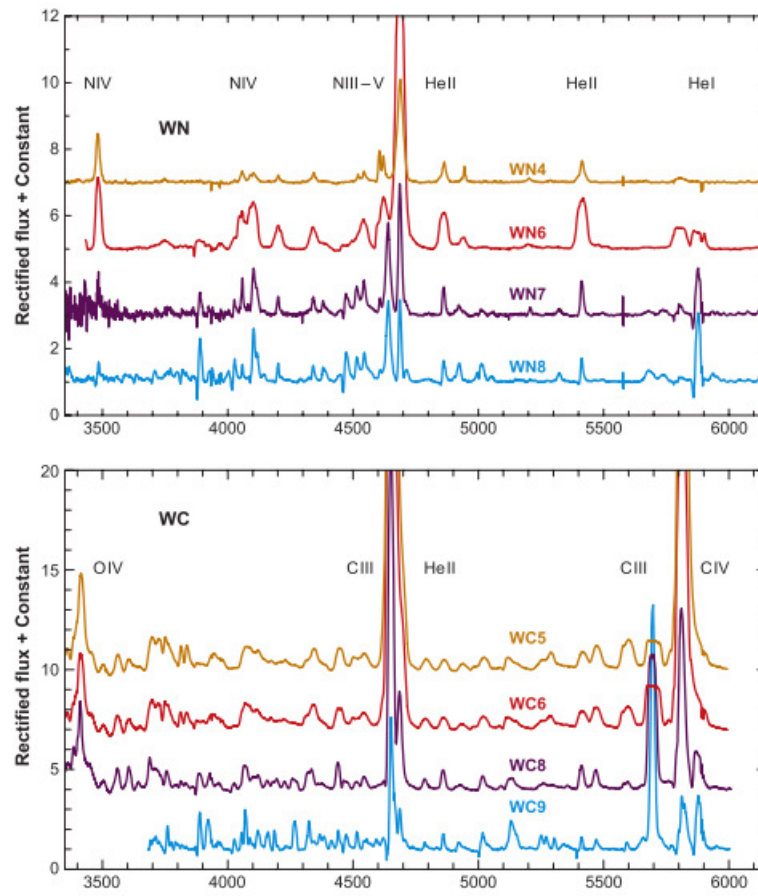 12
10
8
6
4
2
0
Rectified flux + Constant
NIV NIV NIII–V HeII HeII HeI
WN
WN4
WN6
WN7
WN8
3500 4000 4500 5000 5500 6000
20
15
10
5
0
Rectified flux + Constant
WC
OIV CIII HeII CIII CIV
WC5
WC6
WC8
WC9
3500 4000 4500 5000 5500 6000